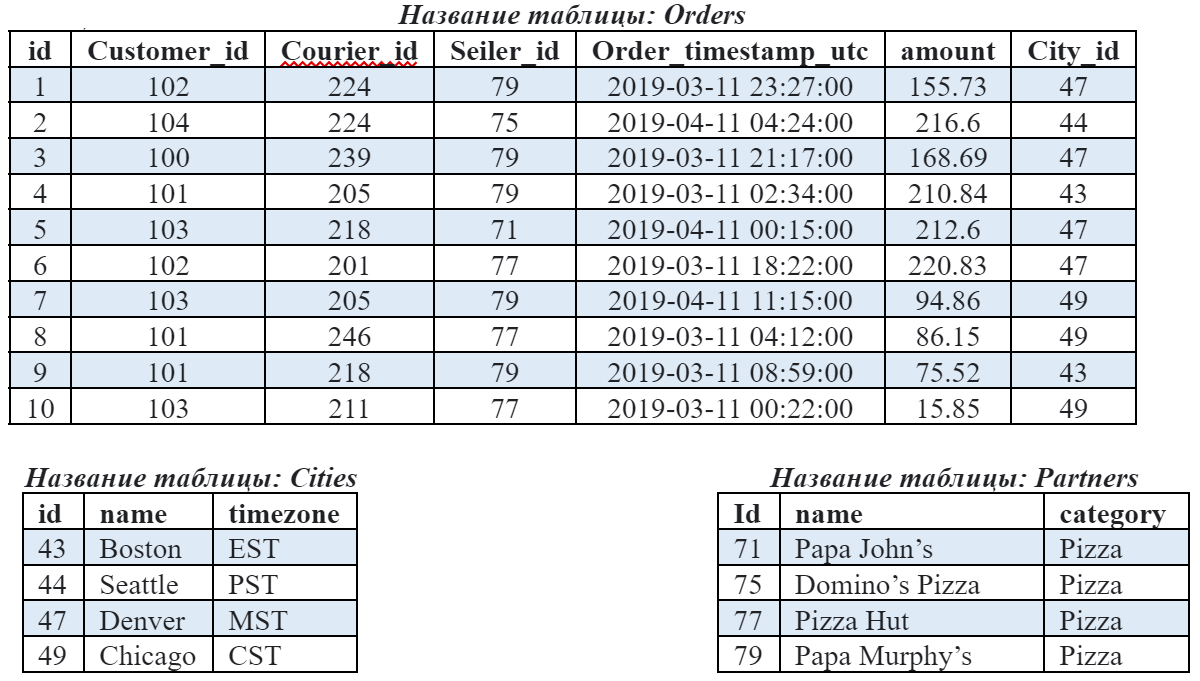 Название таблицы: Orders
id Customer_id Courier_id Seiler_id Order_timestamp_utc amount City_id
1 102 224 79 2019-03-11 23:27:00 155.73 47
2 104 224 75 2019-04-11 04:24:00 216.6 44
3 100 239 79 2019-03-11 21:17:00 168.69 47
4 101 205 79 2019-03-11 02:34:00 210.84 43
5 103 218 71 2019-04-11 00:15:00 212.6 47
6 102 201 77 2019-03-11 18:22:00 220.83 47
7 103 205 79 2019-04-11 11:15:00 94.86 49
8 101 246 77 2019-03-11 04:12:00 86.15 49
9 101 218 79 2019-03-11 08:59:00 75.52 43
10 103 211 77 2019-03-11 00:22:00 15.85 49
Название таблицы: Cities
id name timezone
43 Boston EST
44 Seattle PST
47 Denver MST
49 Chicago CST
Название таблицы: Partners
Id name category
71 Papa John’s Pizza
75 Domino’s Pizza Pizza
77 Pizza Hut Pizza
79 Papa Murphy’s Pizza